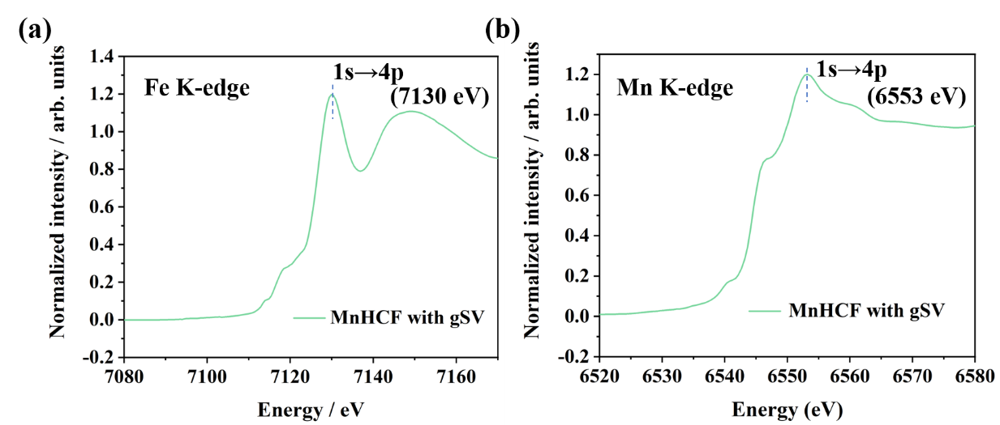 (a)
Normalized intensity / arb. units
1.4
1.2
1.0
0.8
0.6
0.4
0.2
0.0
-0.2
Fe K-edge
1s→4p
(7130 eV)
MnHCF with gSV
7080 7100 7120 7140 7160
Energy / eV
(b)
Normalized intensity / arb. units
1.2
1.0
0.8
0.6
0.4
0.2
0.0
-0.2
Mn K-edge
1s→4p
(6553 eV)
MnHCF with gSV
6520 6530 6540 6550 6560 6570 6580
Energy (eV)